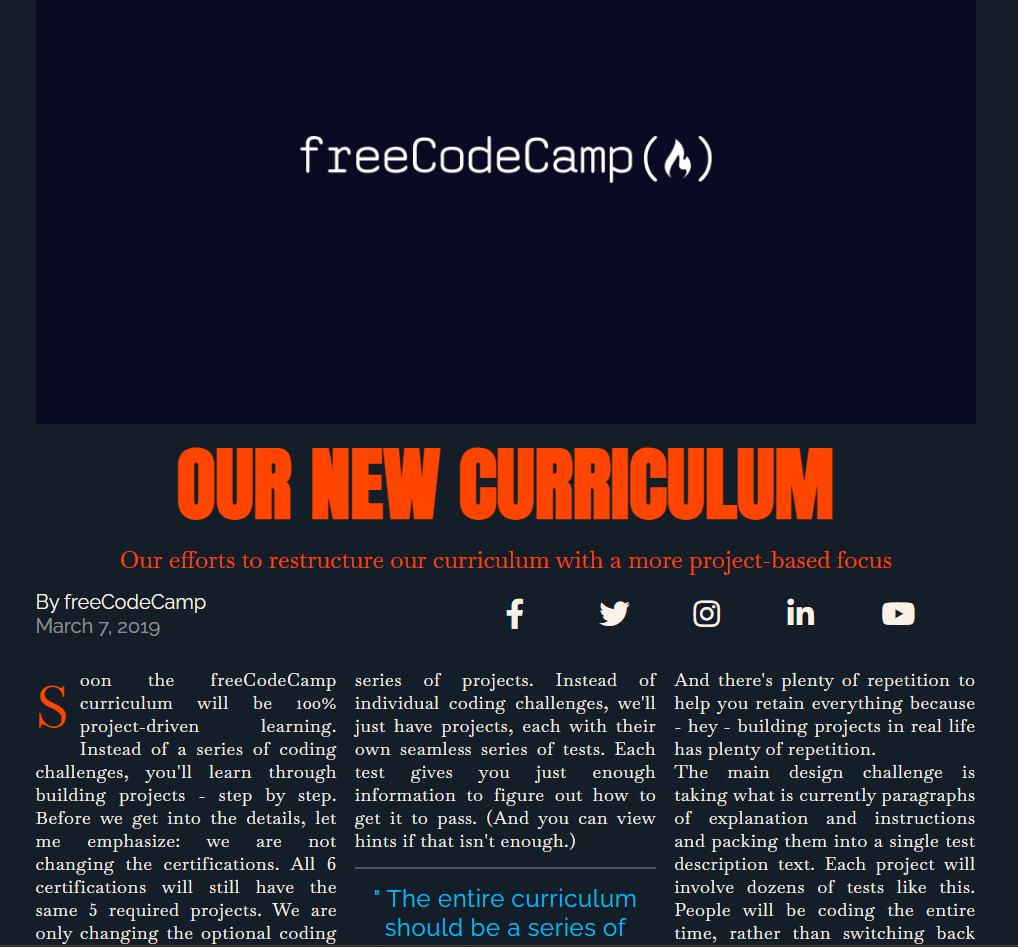 freeCodeCamp(🔥)
OUR NEW CURRICULUM
Our efforts to restructure our curriculum with a more project-based focus
By freeCodeCamp
March 7, 2019
Soon the freeCodeCamp
curriculum will be 100%
project-driven learning.
Instead of a series of coding
challenges, you'll learn through
building projects - step by step.
Before we get into the details, let
me emphasize: we are not
changing the certifications. All 6
certifications will still have the
same 5 required projects. We are
only changing the optional coding
series of projects. Instead of
individual coding challenges, we'll
just have projects, each with their
own seamless series of tests. Each
test gives you just enough
information to figure out how to
get it to pass. (And you can view
hints if that isn't enough.)
" The entire curriculum
should be a series of
And there's plenty of repetition to
help you retain everything because
- hey - building projects in real life
has plenty of repetition.
The main design challenge is
taking what is currently paragraphs
of explanation and instructions
and packing them into a single test
description text. Each project will
involve dozens of tests like this.
People will be coding the entire
time, rather than switching back